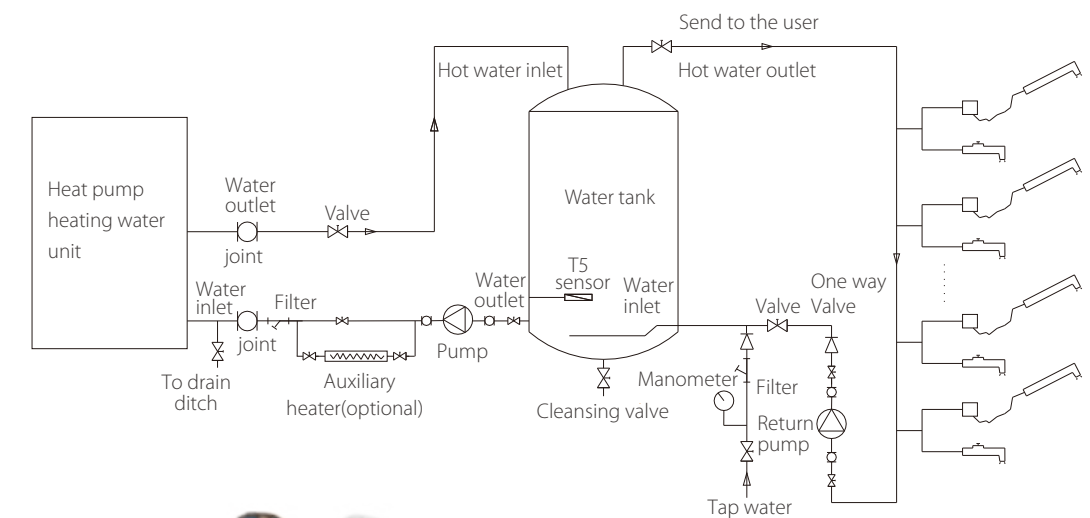 Send to the user
Hot water inlet
Hot water outlet
Heat pump
heating water
unit
Water
outlet
joint
Valve
Water tank
T5
sensor
Water
inlet
Water
outlet
Water
inlet
joint
Filter
Pump
To drain
ditch
Auxiliary
heater(optional)
Cleansing valve
One way
Valve
Valve
Manometer
Filter
Return
pump
Tap water